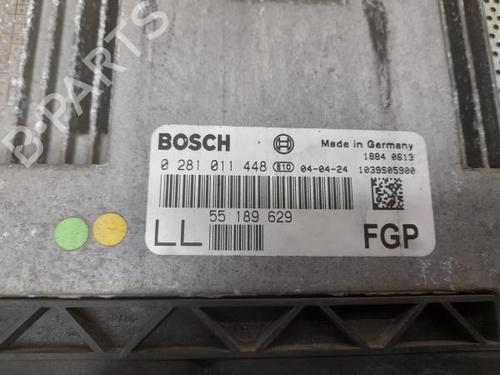 B-PARTS
BOSCH
Made in Germany
1884 0613
0 281 011 448 810 04-04-24 1039S05900
55 189 629
LL
FGP